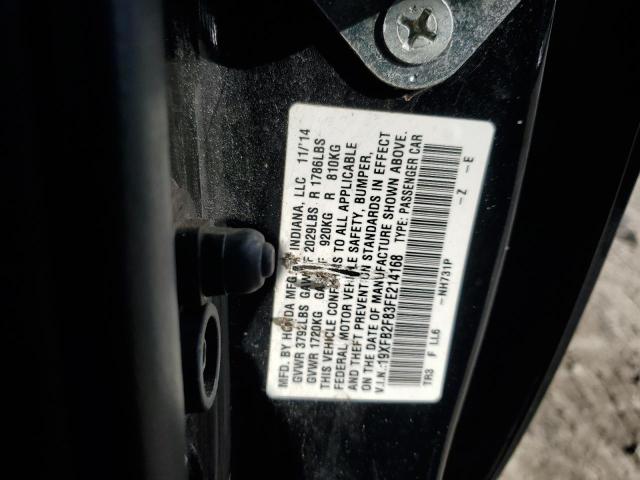 MFD. BY HONDA MFG. INDIANA, LLC 11/'14
GVWR 3792LBS GAWR F 2029LBS R 1786LBS
GVWR 1720KG F 920KG R 810KG
THIS VEHICLE CONFORMS TO ALL APPLICABLE
FEDERAL MOTOR VEHICLE SAFETY, BUMPER,
AND THEFT PREVENTION STANDARDS IN EFFECT
ON THE DATE OF MANUFACTURE SHOWN ABOVE.
V.I.N.:19XFB2F83FE214168 TYPE: PASSENGER CAR
TR3 F LL6 -NH731P -Z -E